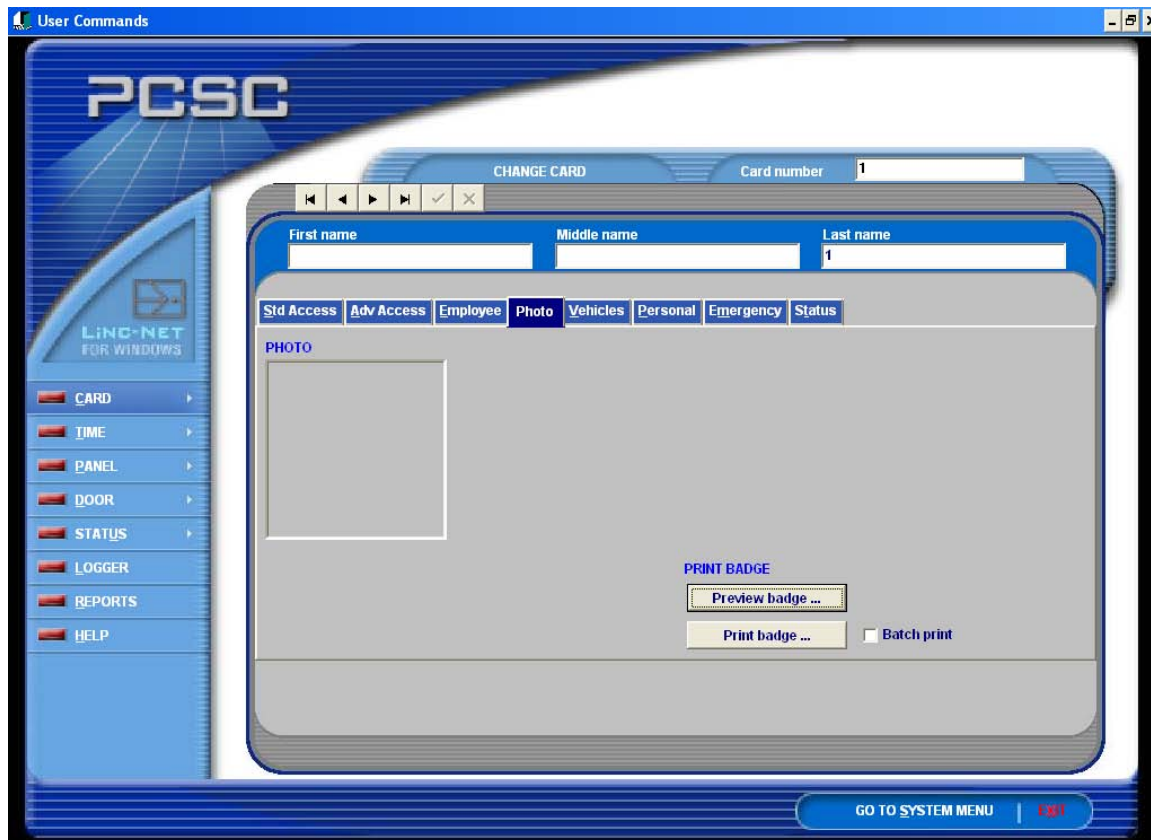 User Commands
PCSC
CHANGE CARD
Card number
1
First name
Middle name
Last name
1
Std Access
Adv Access
Employee
Photo
Vehicles
Personal
Emergency
Status
LiNC-NET
FOR WINDOWS
PHOTO
CARD
TIME
PANEL
DOOR
STATUS
LOGGER
REPORTS
HELP
PRINT BADGE
Preview badge ...
Print badge ...
Batch print
GO TO SYSTEM MENU | EXIT